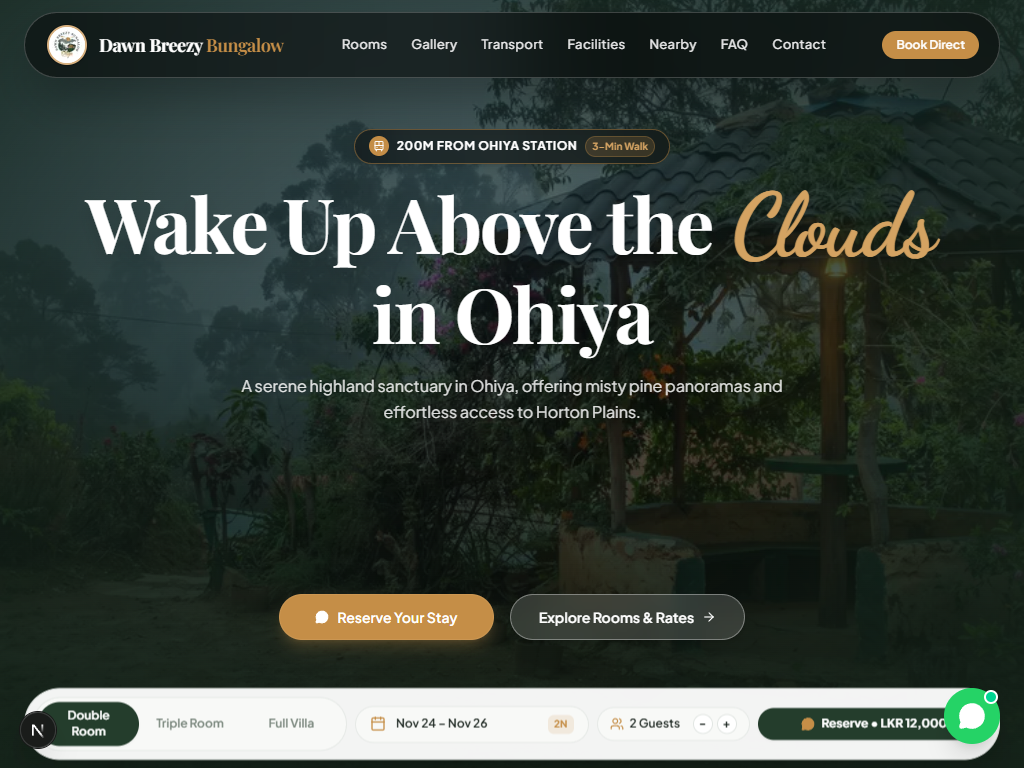 Dawn Breezy Bungalow
Rooms
Gallery
Transport
Facilities
Nearby
FAQ
Contact
Book Direct
200M FROM OHIYA STATION
3-Min Walk
Wake Up Above the Clouds
in Ohiya
A serene highland sanctuary in Ohiya, offering misty pine panoramas and
effortless access to Horton Plains.
Reserve Your Stay
Explore Rooms & Rates →
Double
Room
Triple Room
Full Villa
Nov 24 – Nov 26
2N
2 Guests
−
+
Reserve • LKR 12,000
N